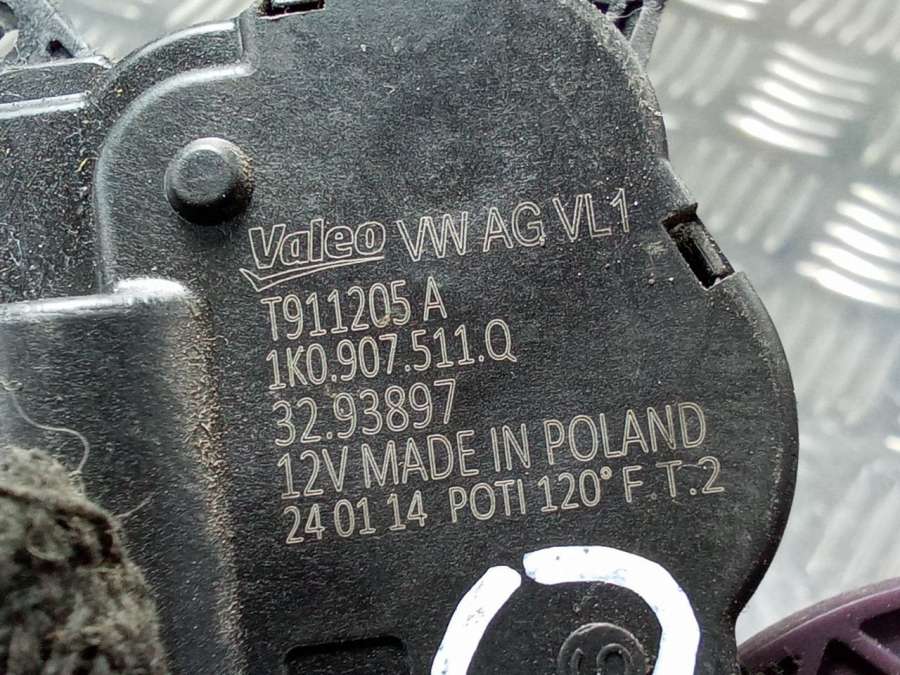 Valeo VW AG VL1
T911205 A
1K0.907.511.Q
32.93897
12V MADE IN POLAND
24 01 14 POTI 120° F.T.2